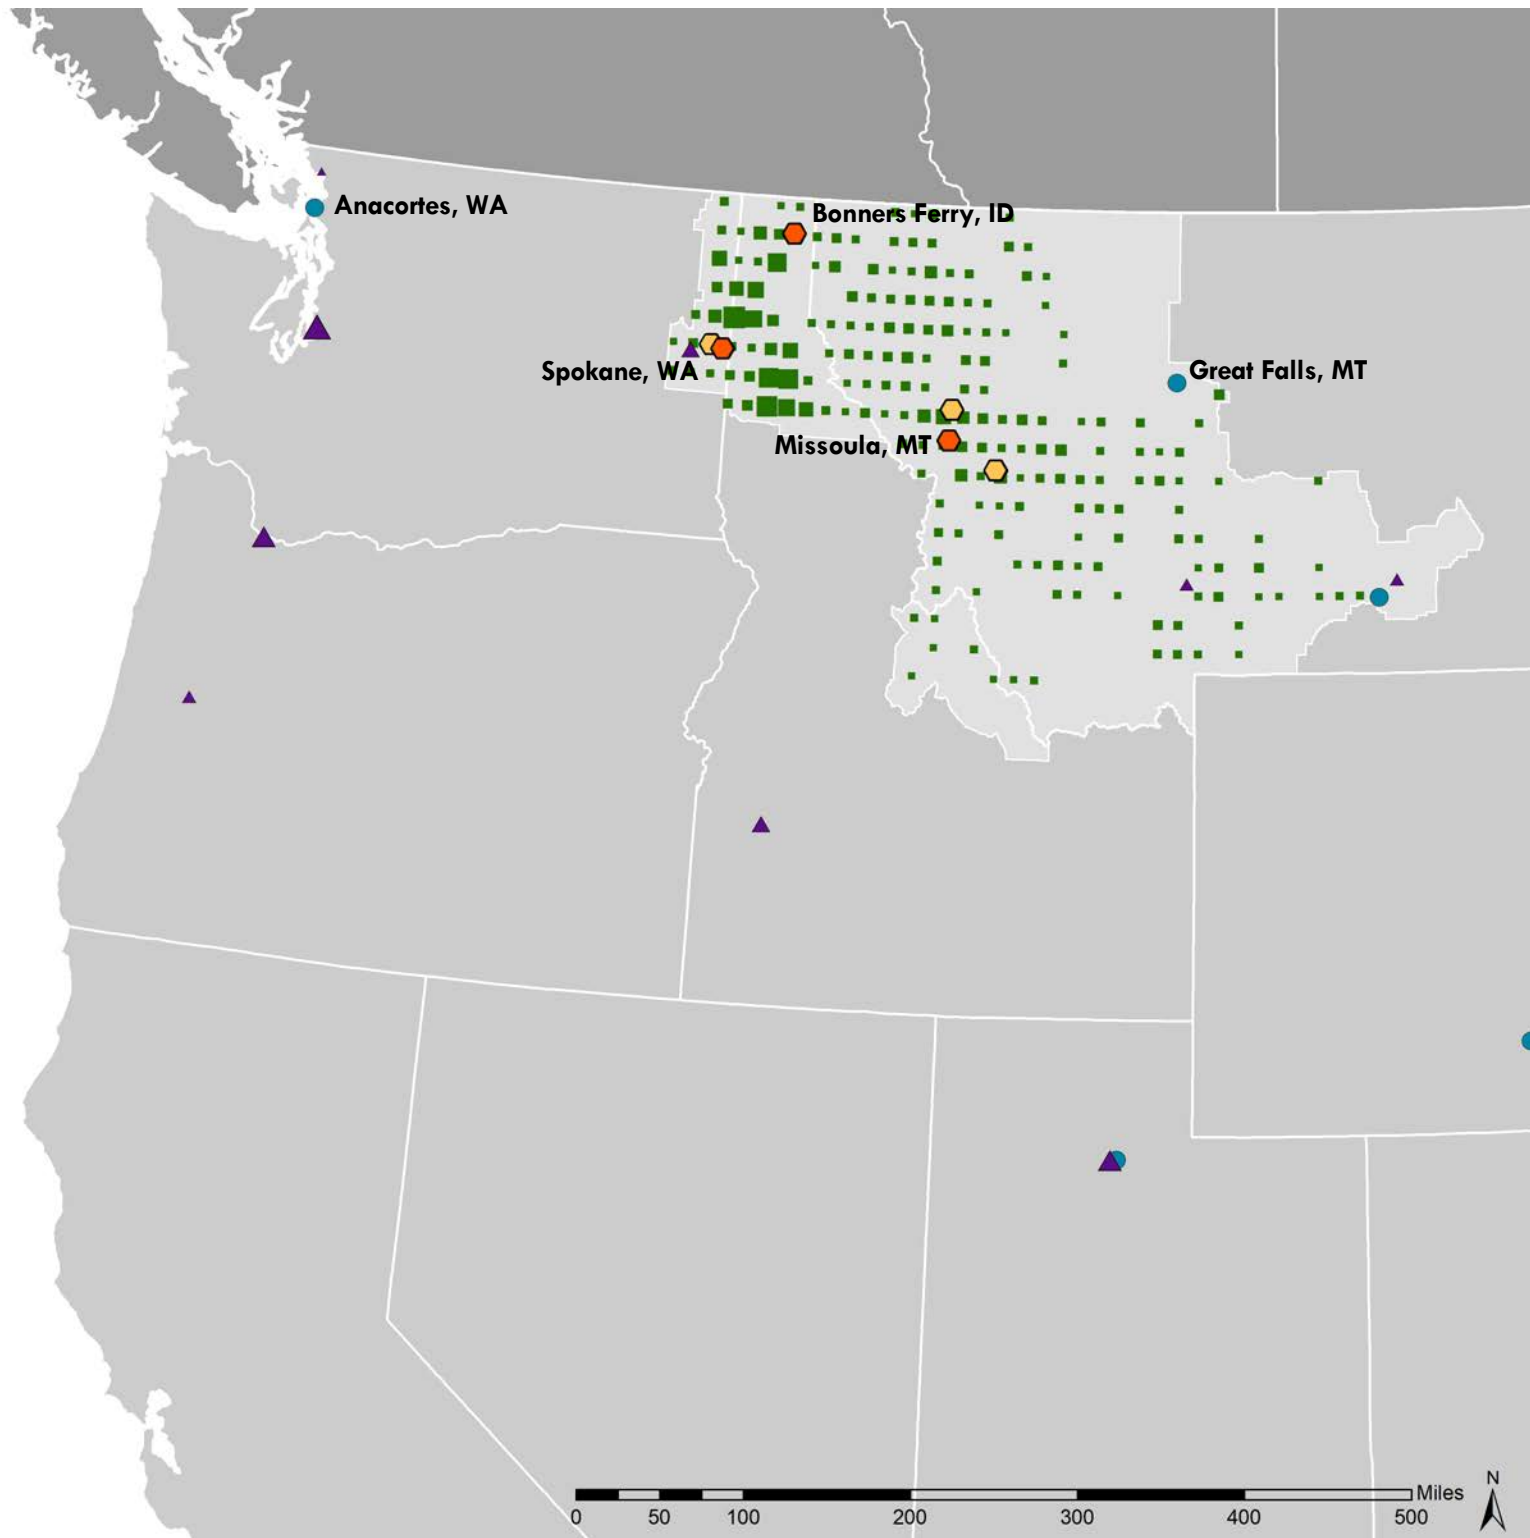 Anacortes, WA
Bonners Ferry, ID
Spokane, WA
Great Falls, MT
Missoula, MT
N
Miles
0 50 100 200 300 400 500